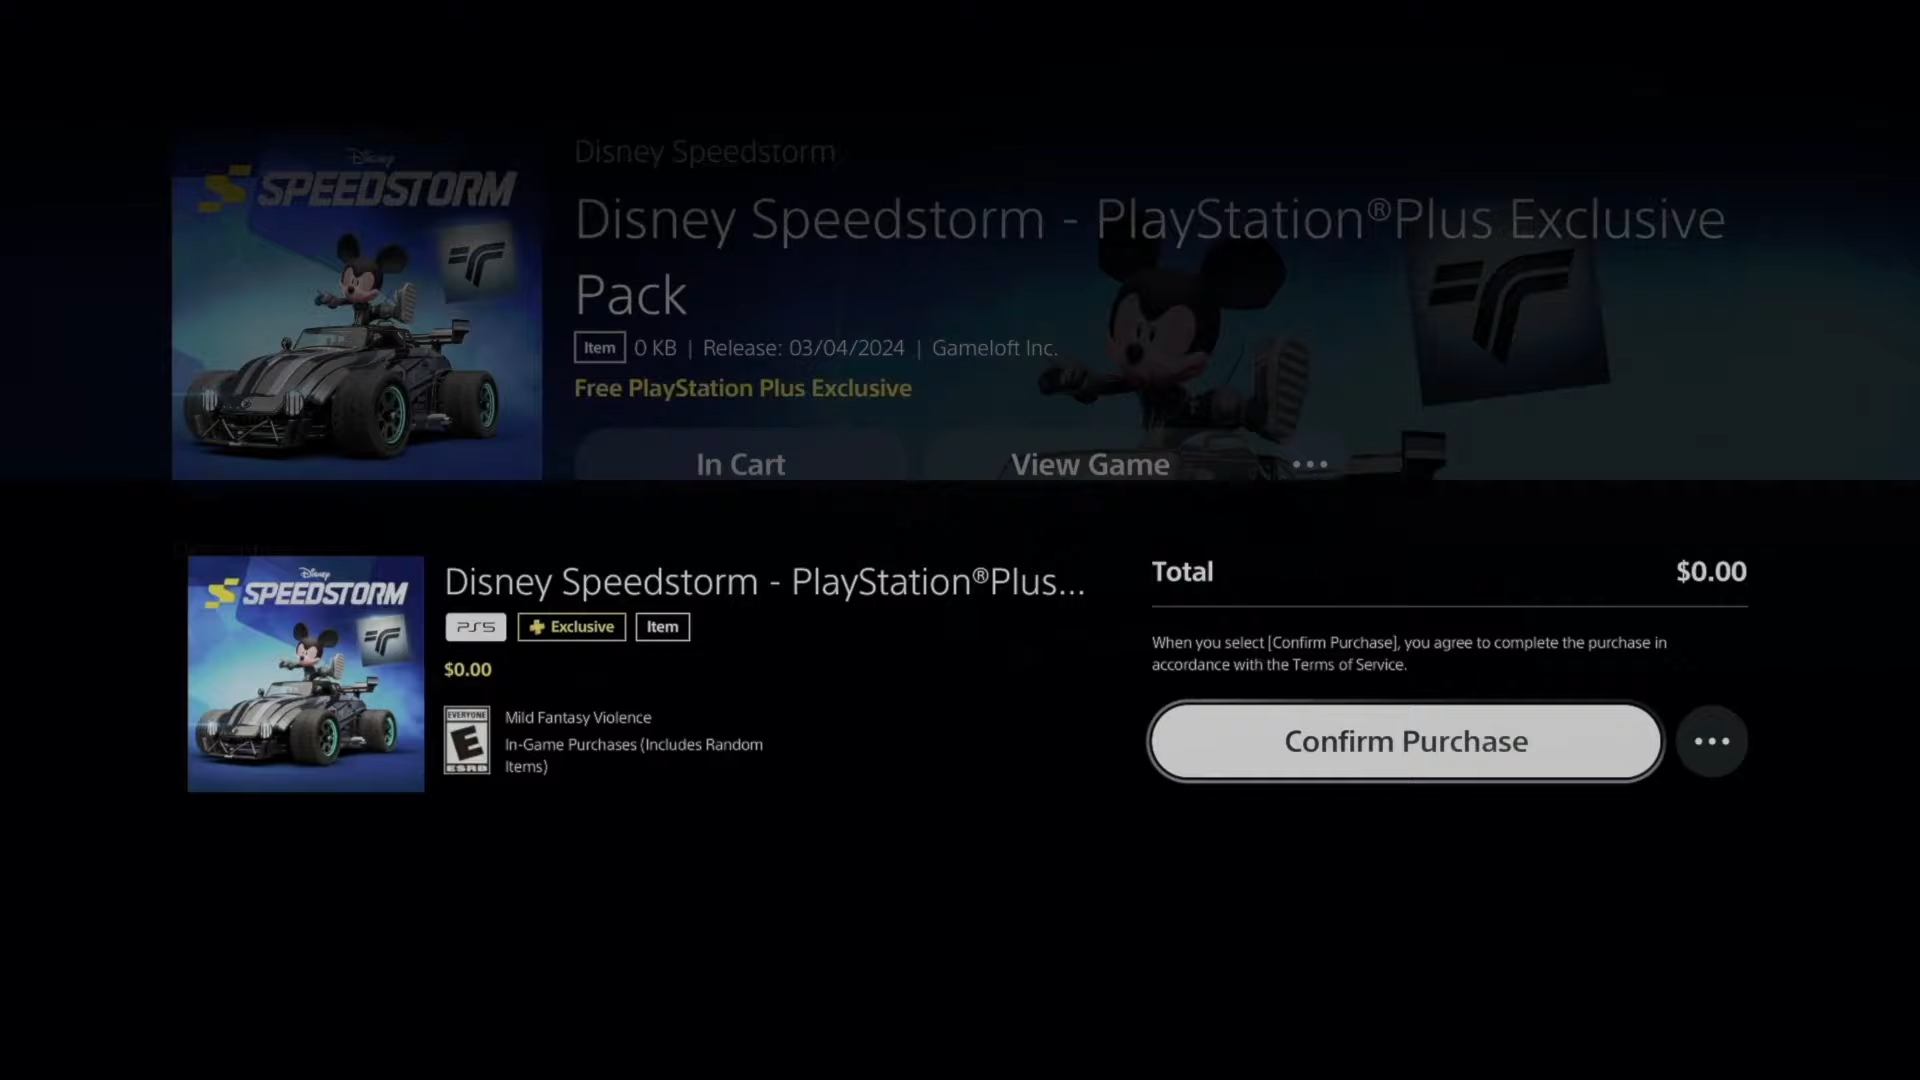 Disney
SPEEDSTORM
Disney Speedstorm
Disney Speedstorm - PlayStation®Plus Exclusive
Pack
Item 0 KB | Release: 03/04/2024 | Gameloft Inc.
Free PlayStation Plus Exclusive
In Cart View Game •••
Disney
SPEEDSTORM
Disney Speedstorm - PlayStation®Plus...
PS5 Exclusive Item
$0.00
EVERYONE
E
ESRB
Mild Fantasy Violence
In-Game Purchases (Includes Random
Items)
Total $0.00
When you select [Confirm Purchase], you agree to complete the purchase in
accordance with the Terms of Service.
Confirm Purchase •••